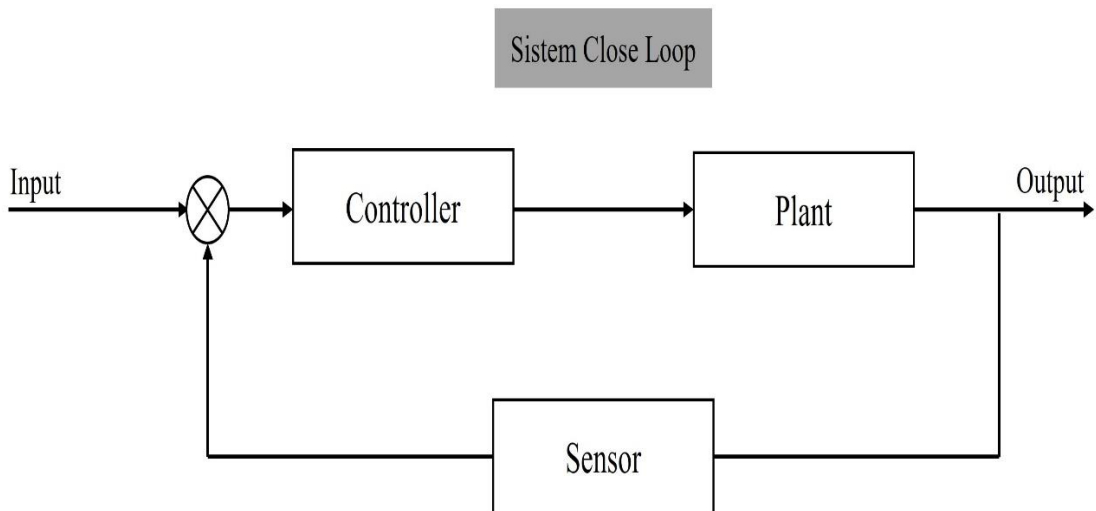 Sistem Close Loop
Input
Controller
Plant
Output
Sensor